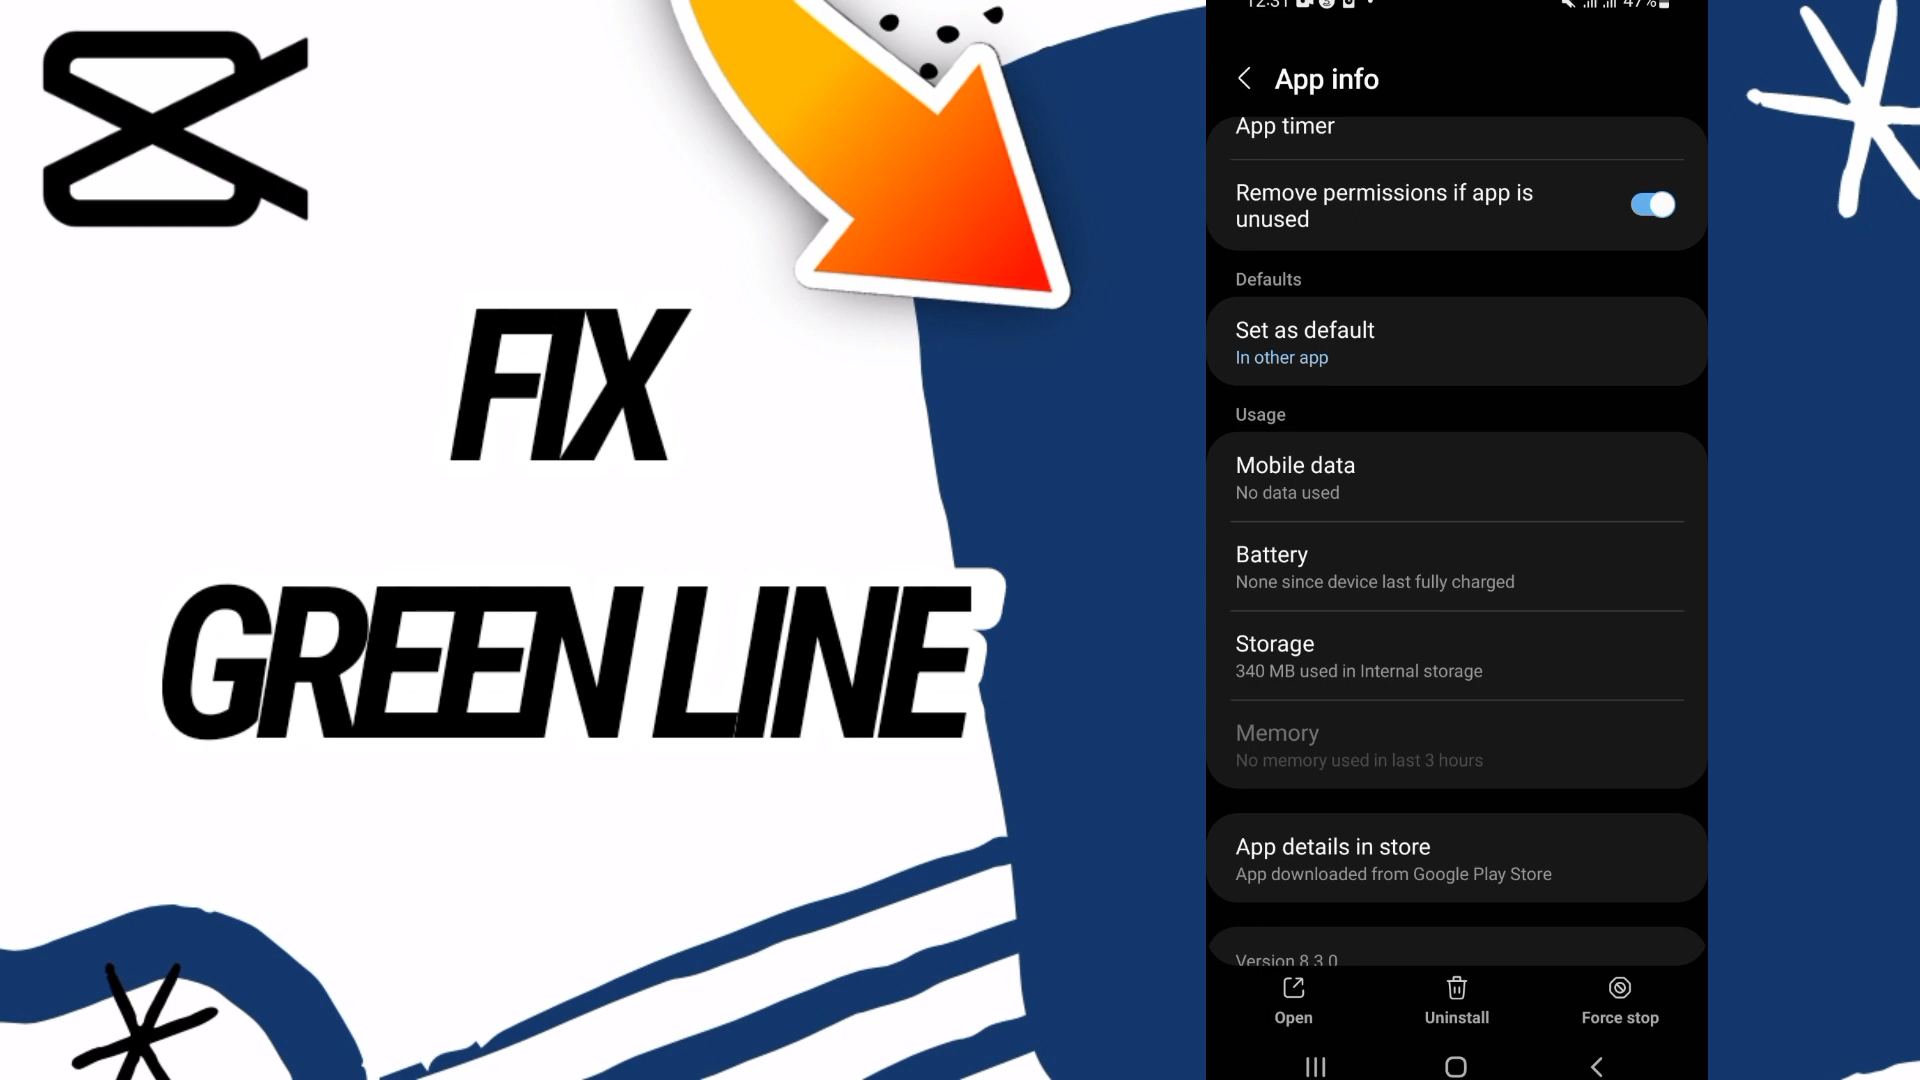 FIX
GREEN LINE
12:31
47%
App info
App timer
Remove permissions if app is
unused
Defaults
Set as default
In other app
Usage
Mobile data
No data used
Battery
None since device last fully charged
Storage
340 MB used in Internal storage
Memory
No memory used in last 3 hours
App details in store
App downloaded from Google Play Store
Version 8.3.0
Open
Uninstall
Force stop